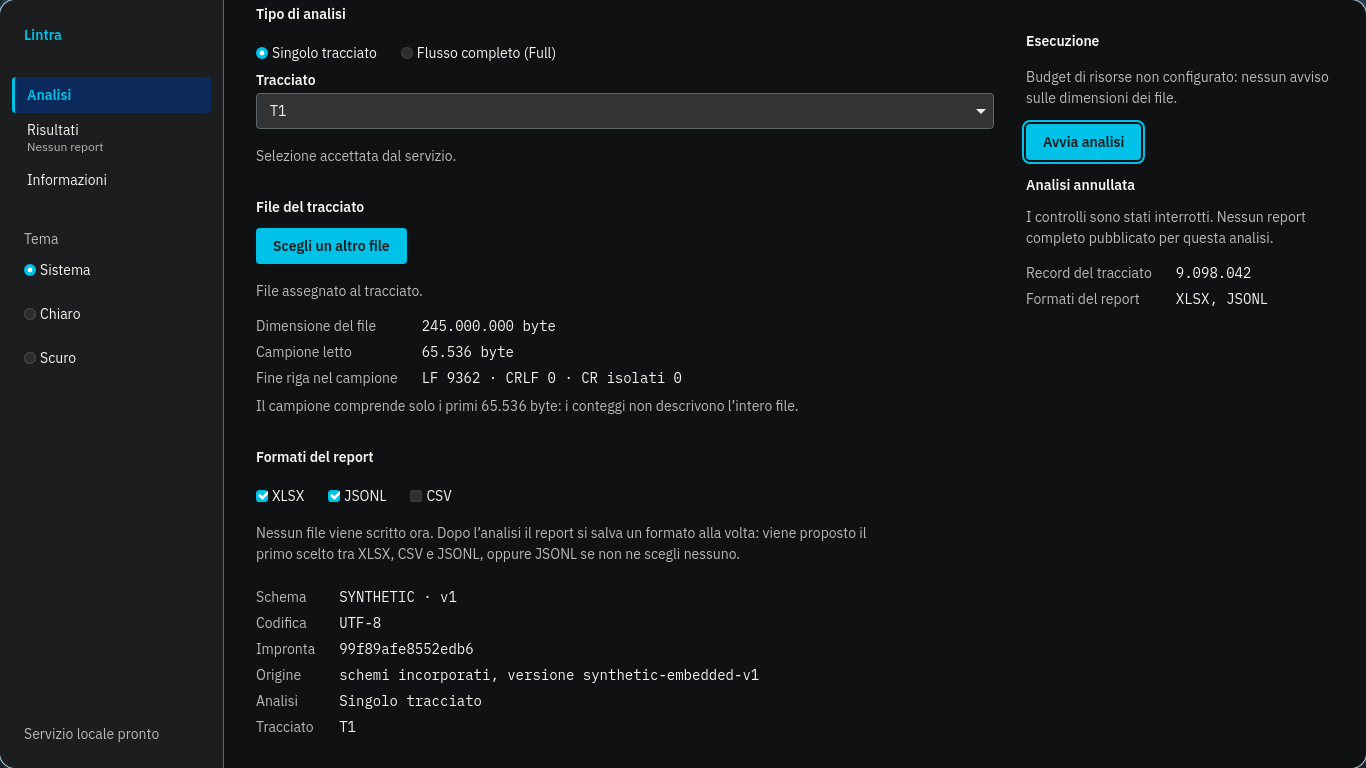 Lintra
Analisi
Risultati
Nessun report
Informazioni
Tema
Sistema
Chiaro
Scuro
Servizio locale pronto
Tipo di analisi
Singolo tracciato
Flusso completo (Full)
Tracciato
T1
Selezione accettata dal servizio.
File del tracciato
Scegli un altro file
File assegnato al tracciato.
Dimensione del file 245.000.000 byte
Campione letto 65.536 byte
Fine riga nel campione LF 9362 · CRLF 0 · CR isolati 0
Il campione comprende solo i primi 65.536 byte: i conteggi non descrivono l’intero file.
Formati del report
XLSX JSONL CSV
Nessun file viene scritto ora. Dopo l’analisi il report si salva un formato alla volta: viene proposto il
primo scelto tra XLSX, CSV e JSONL, oppure JSONL se non ne scegli nessuno.
Schema SYNTHETIC · v1
Codifica UTF-8
Impronta 99f89afe8552edb6
Origine schemi incorporati, versione synthetic-embedded-v1
Analisi Singolo tracciato
Tracciato T1
Esecuzione
Budget di risorse non configurato: nessun avviso
sulle dimensioni dei file.
Avvia analisi
Analisi annullata
I controlli sono stati interrotti. Nessun report
completo pubblicato per questa analisi.
Record del tracciato 9.098.042
Formati del report XLSX, JSONL